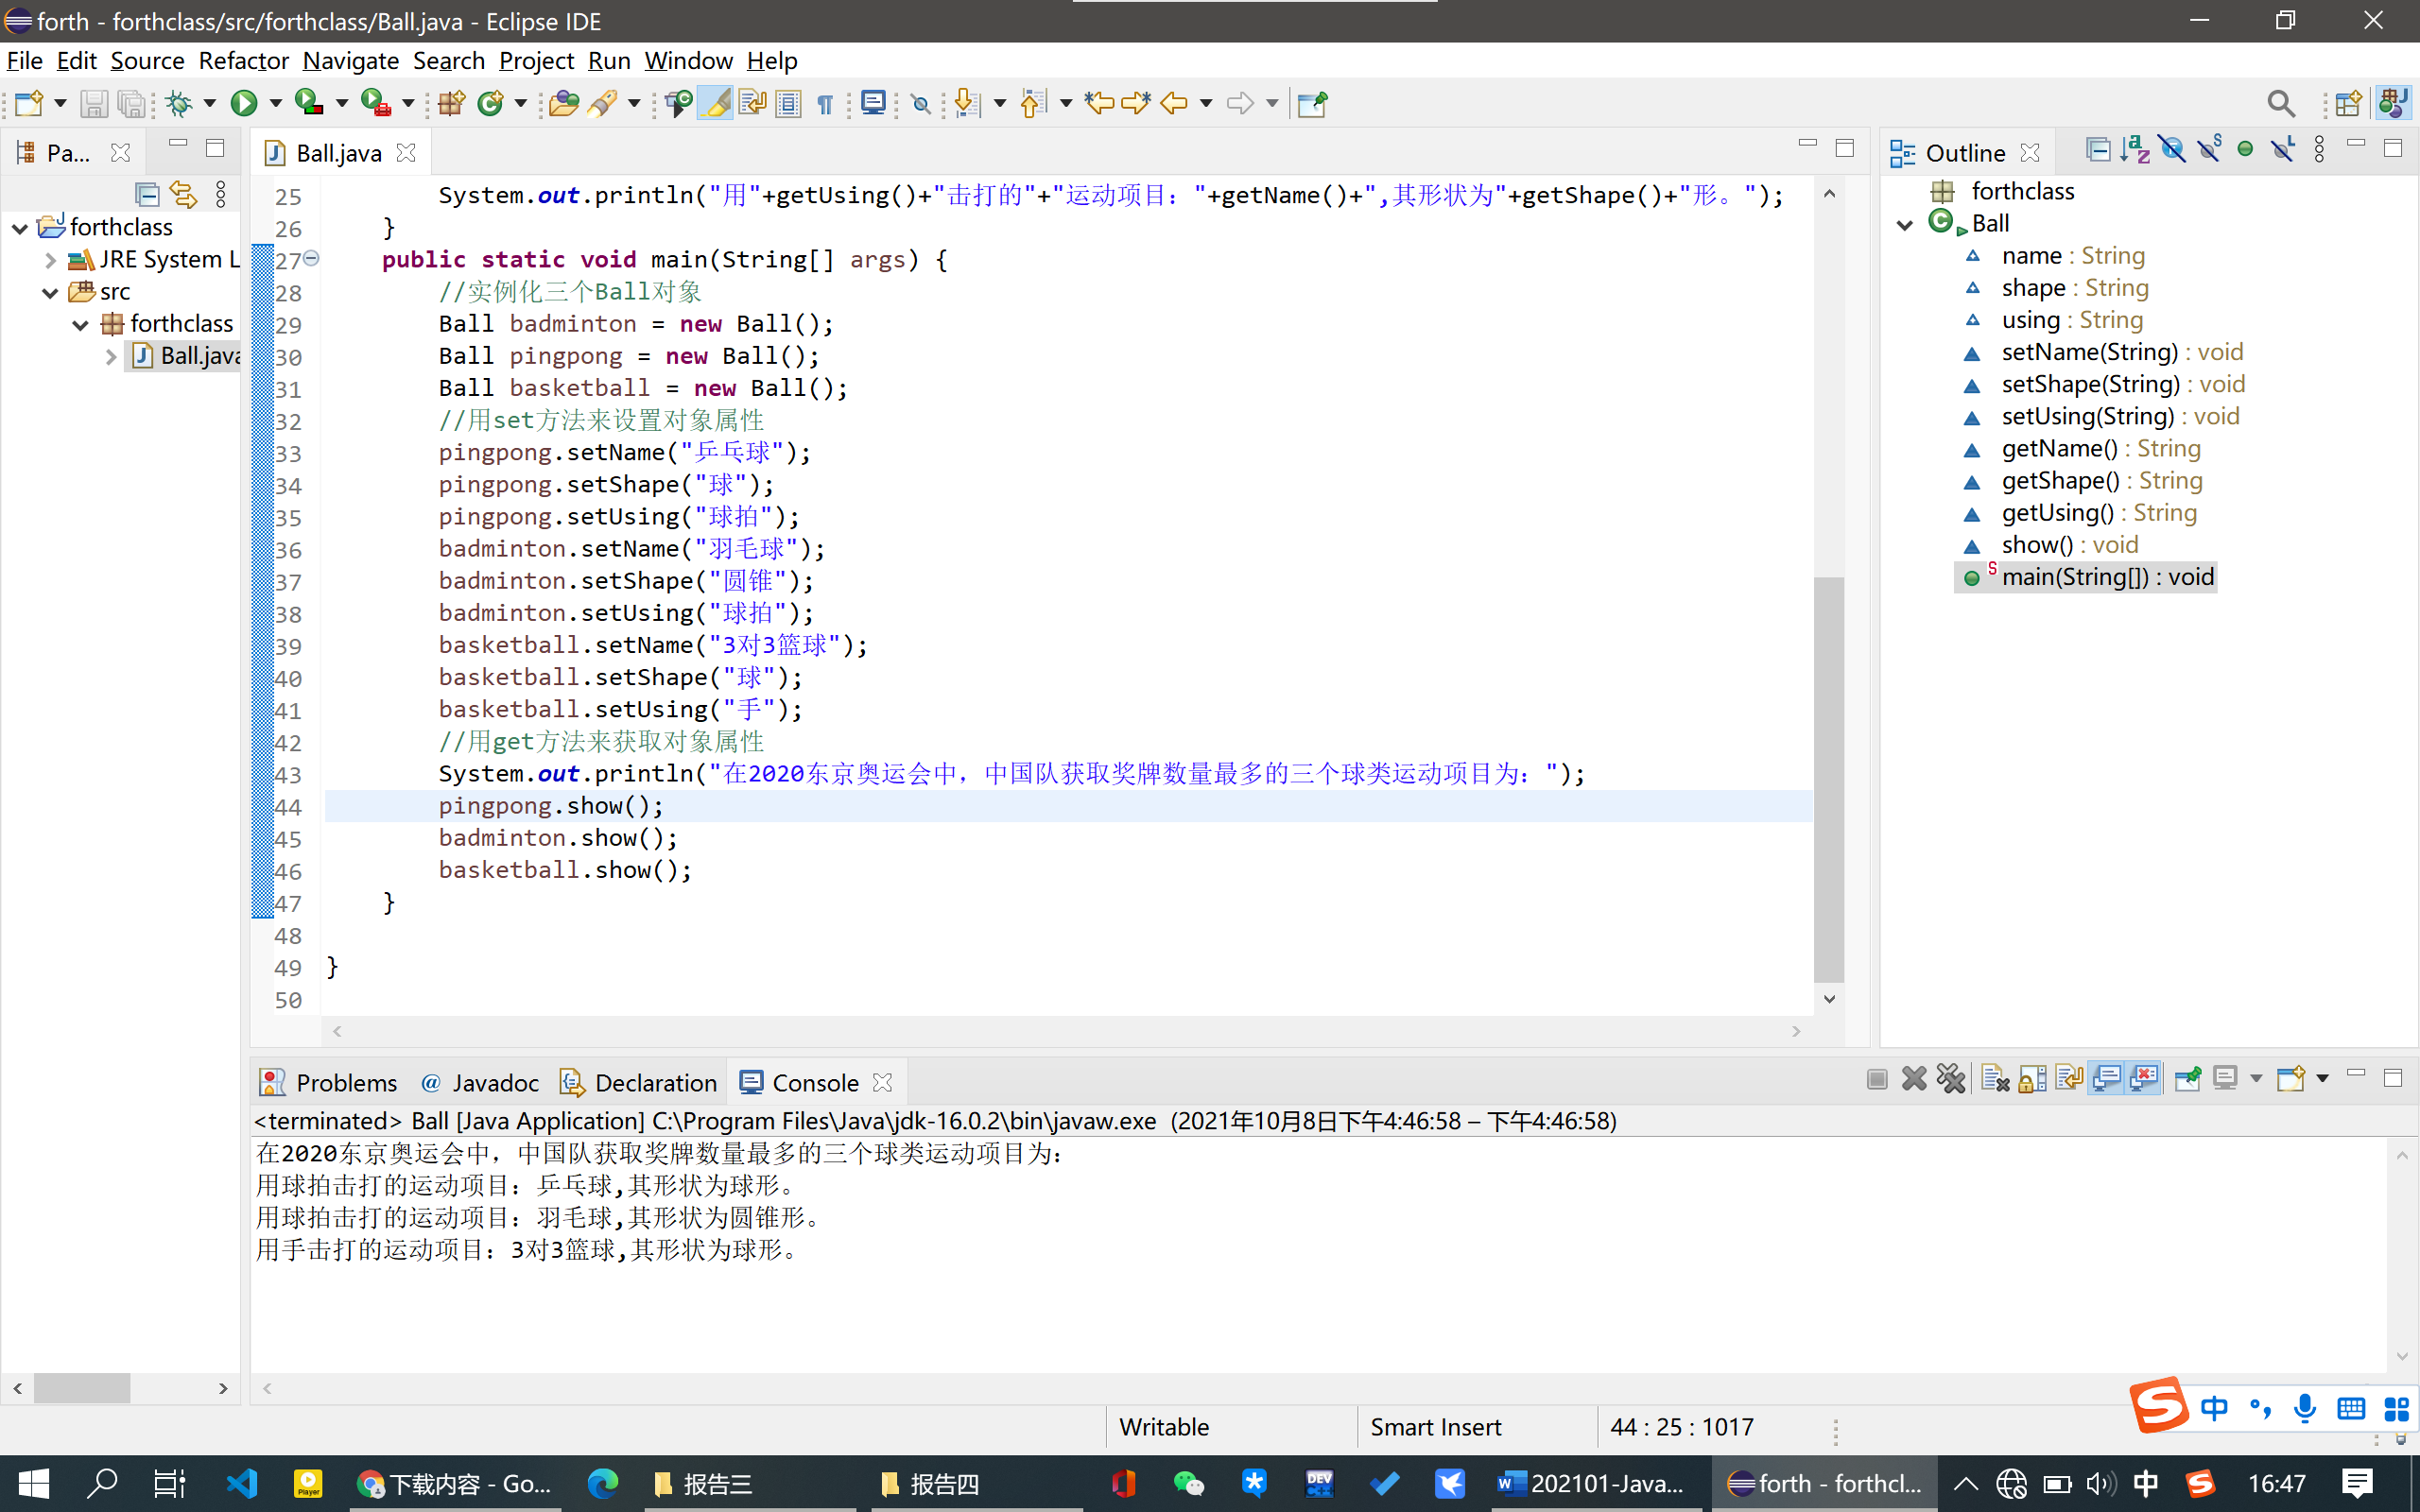 forth - forthclass/src/forthclass/Ball.java - Eclipse IDE
File Edit Source Refactor Navigate Search Project Run Window Help
Pa...
forthclass
JRE System L
src
forthclass
Ball.java
Ball.java
25 System.out.println("用"+getUsing()+"击打的"+"运动项目："+getName()+",其形状为"+getShape()+"形。");
26 }
27 public static void main(String[] args) {
28 //实例化三个Ball对象
29 Ball badminton = new Ball();
30 Ball pingpong = new Ball();
31 Ball basketball = new Ball();
32 //用set方法来设置对象属性
33 pingpong.setName("乒乓球");
34 pingpong.setShape("球");
35 pingpong.setUsing("球拍");
36 badminton.setName("羽毛球");
37 badminton.setShape("圆锥");
38 badminton.setUsing("球拍");
39 basketball.setName("3对3篮球");
40 basketball.setShape("球");
41 basketball.setUsing("手");
42 //用get方法来获取对象属性
43 System.out.println("在2020东京奥运会中，中国队获取奖牌数量最多的三个球类运动项目为：");
44 pingpong.show();
45 badminton.show();
46 basketball.show();
47 }
48
49 }
50
Outline
forthclass
Ball
name : String
shape : String
using : String
setName(String) : void
setShape(String) : void
setUsing(String) : void
getName() : String
getShape() : String
getUsing() : String
show() : void
main(String[]) : void
Problems @ Javadoc Declaration Console
<terminated> Ball [Java Application] C:\Program Files\Java\jdk-16.0.2\bin\javaw.exe (2021年10月8日下午4:46:58 – 下午4:46:58)
在2020东京奥运会中，中国队获取奖牌数量最多的三个球类运动项目为：
用球拍击打的运动项目：乒乓球,其形状为球形。
用球拍击打的运动项目：羽毛球,其形状为圆锥形。
用手击打的运动项目：3对3篮球,其形状为球形。
Writable Smart Insert 44 : 25 : 1017
中
下载内容 - Go... 报告三 报告四 202101-Java... forth - forthcl... 中 16:47